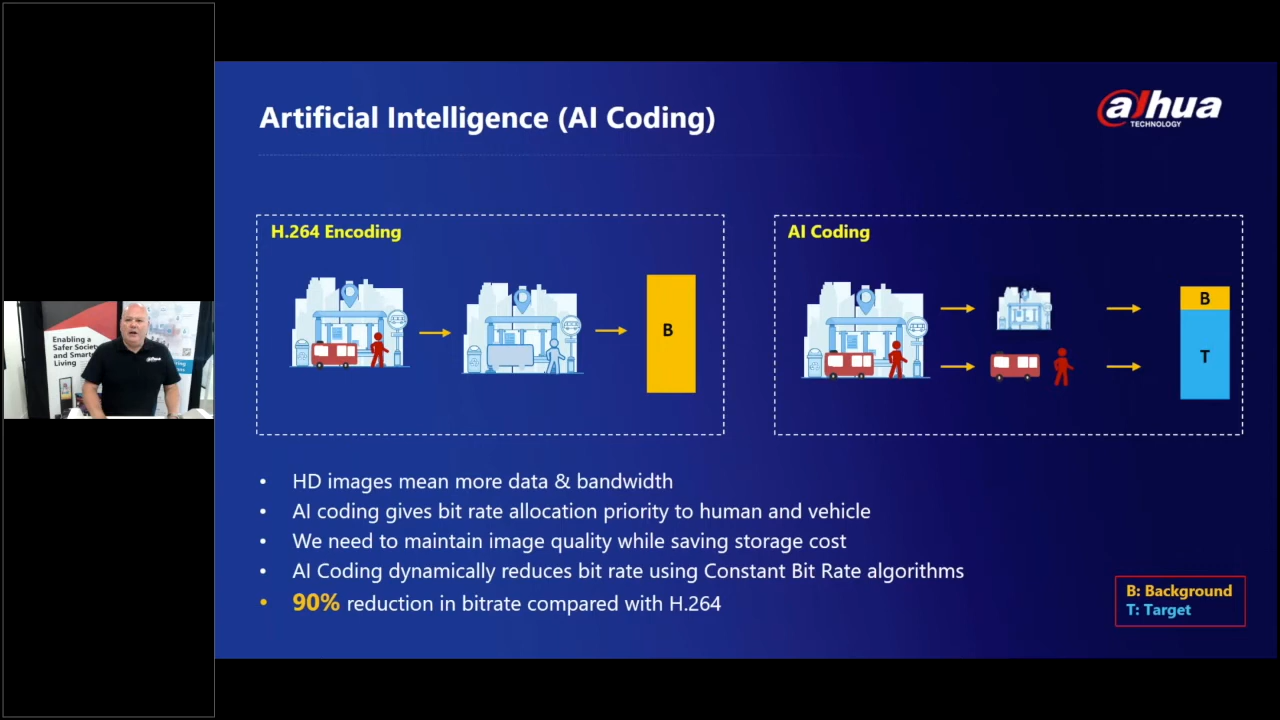 Artificial Intelligence (AI Coding)
alhua
TECHNOLOGY
H.264 Encoding
B
AI Coding
B
T
Enabling a
Safer Society
and Smarter
Living
alhua
• HD images mean more data & bandwidth
• AI coding gives bit rate allocation priority to human and vehicle
• We need to maintain image quality while saving storage cost
• AI Coding dynamically reduces bit rate using Constant Bit Rate algorithms
• 90% reduction in bitrate compared with H.264
B: Background
T: Target